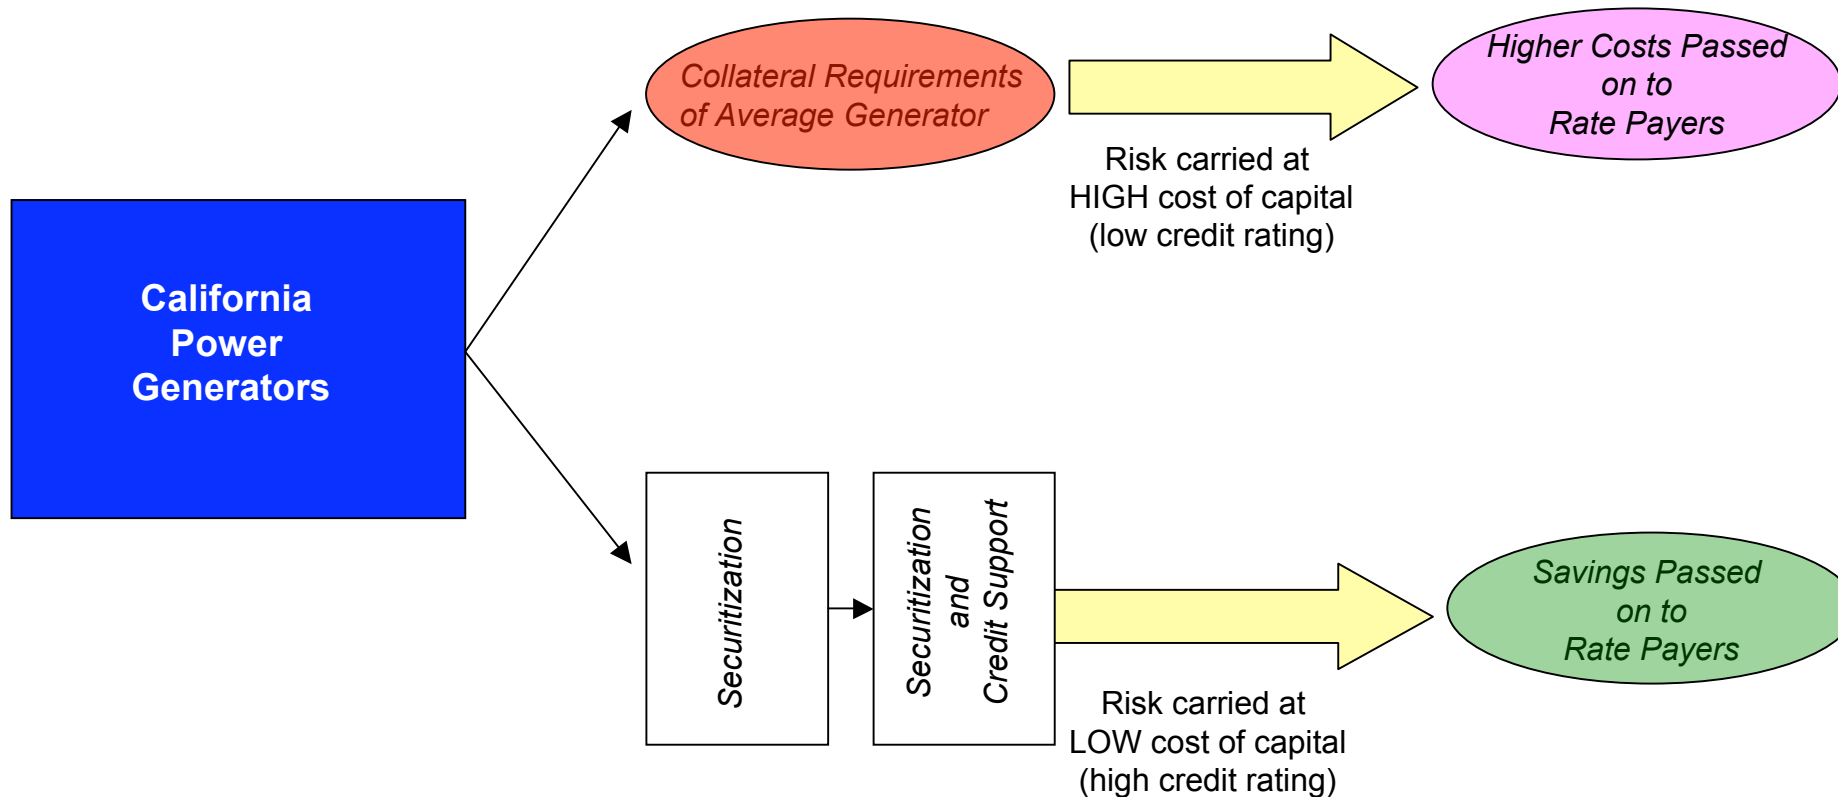 California
Power
Generators
Collateral Requirements
of Average Generator
Risk carried at
HIGH cost of capital
(low credit rating)
Higher Costs Passed
on to
Rate Payers
Securitization
Securitization
and
Credit Support
Risk carried at
LOW cost of capital
(high credit rating)
Savings Passed
on to
Rate Payers